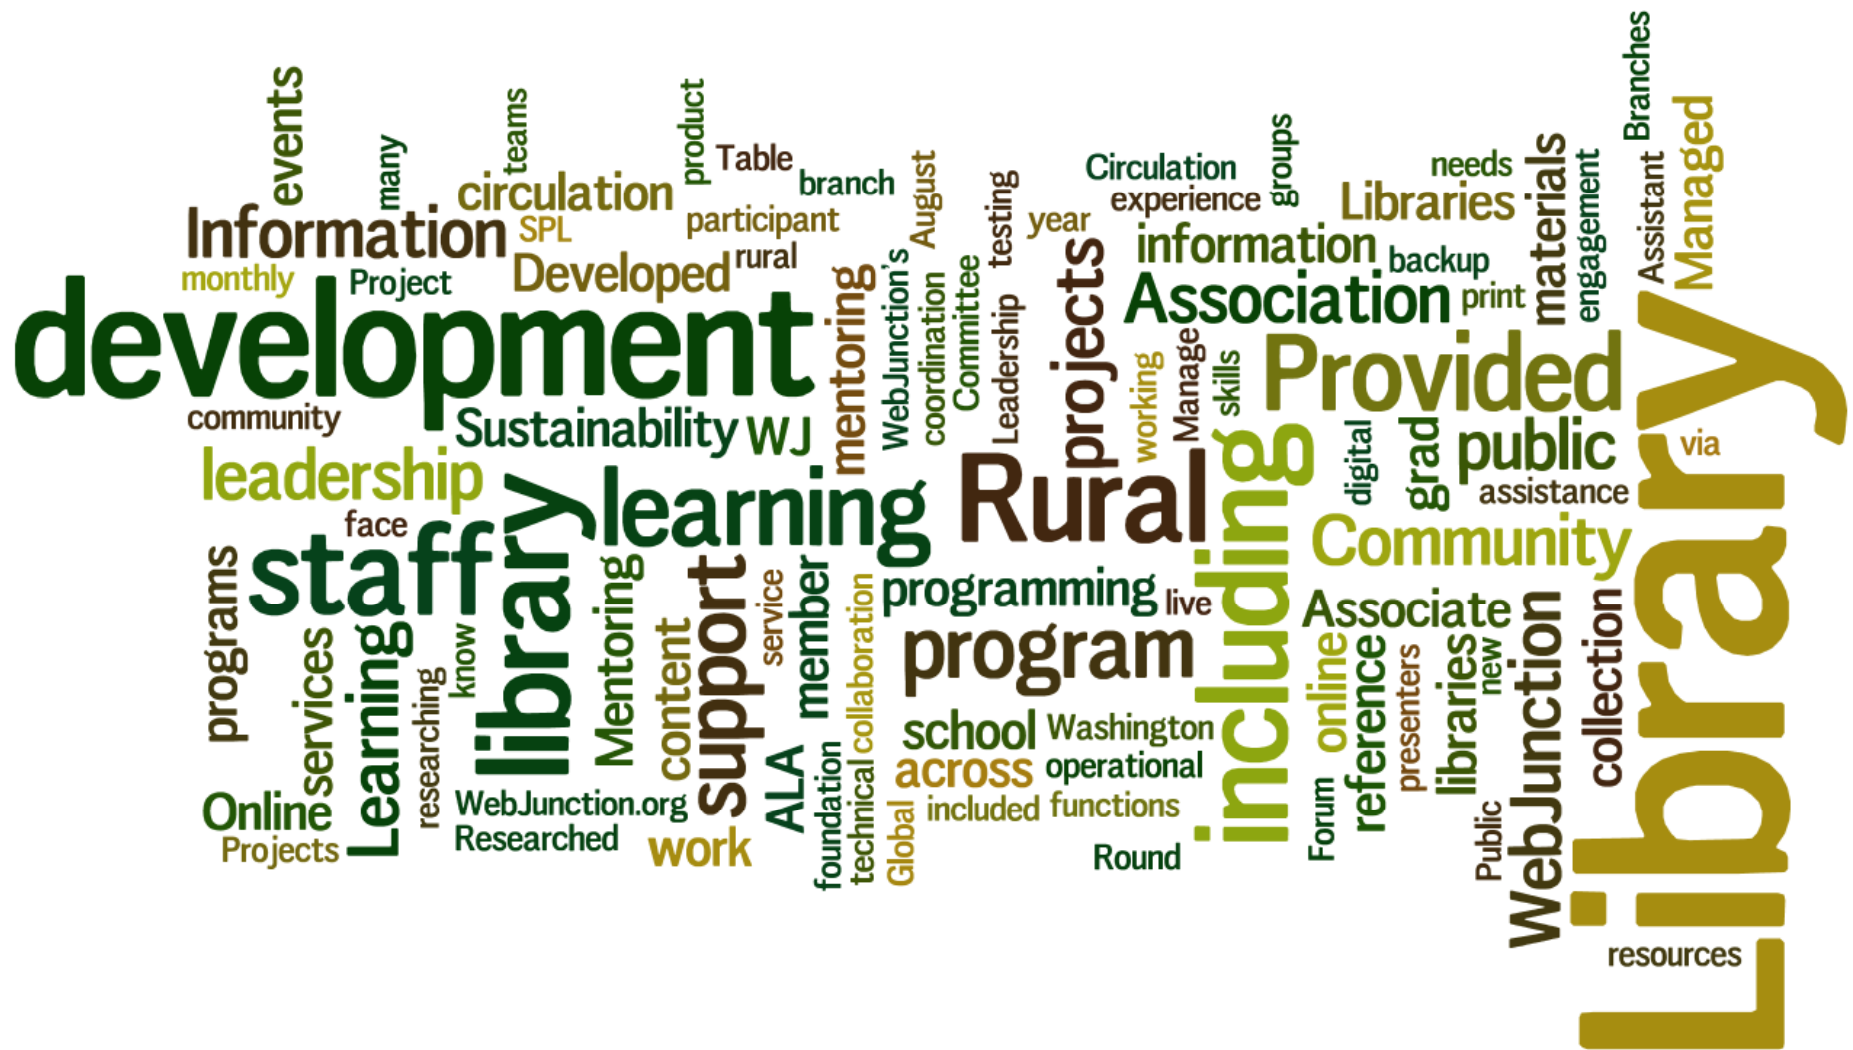 events
many
teams
product
Table
branch
August
testing
year
Circulation
experience
groups
needs
Libraries
materials
engagement
Branches
Assistant
Managed
circulation
Information
SPL
participant
monthly
Project
Developed
rural
information
backup
Association
print
development
mentoring
WebJunction's
coordination
Committee
Leadership
projects
working
Manage
skills
Provided
Library
community
Sustainability
WJ
leadership
digital
grad
public
via
assistance
face
staff
library
learning
Rural
including
Community
programs
services
Learning
researching
know
Mentoring
content
support
service
member
collaboration
programming
live
Associate
program
online
reference
presenters
libraries
new
WebJunction
collection
school
Washington
across
operational
Online
Projects
WebJunction.org
Researched
work
ALA
foundation
technical
Global
included
functions
Round
Forum
Public
resources